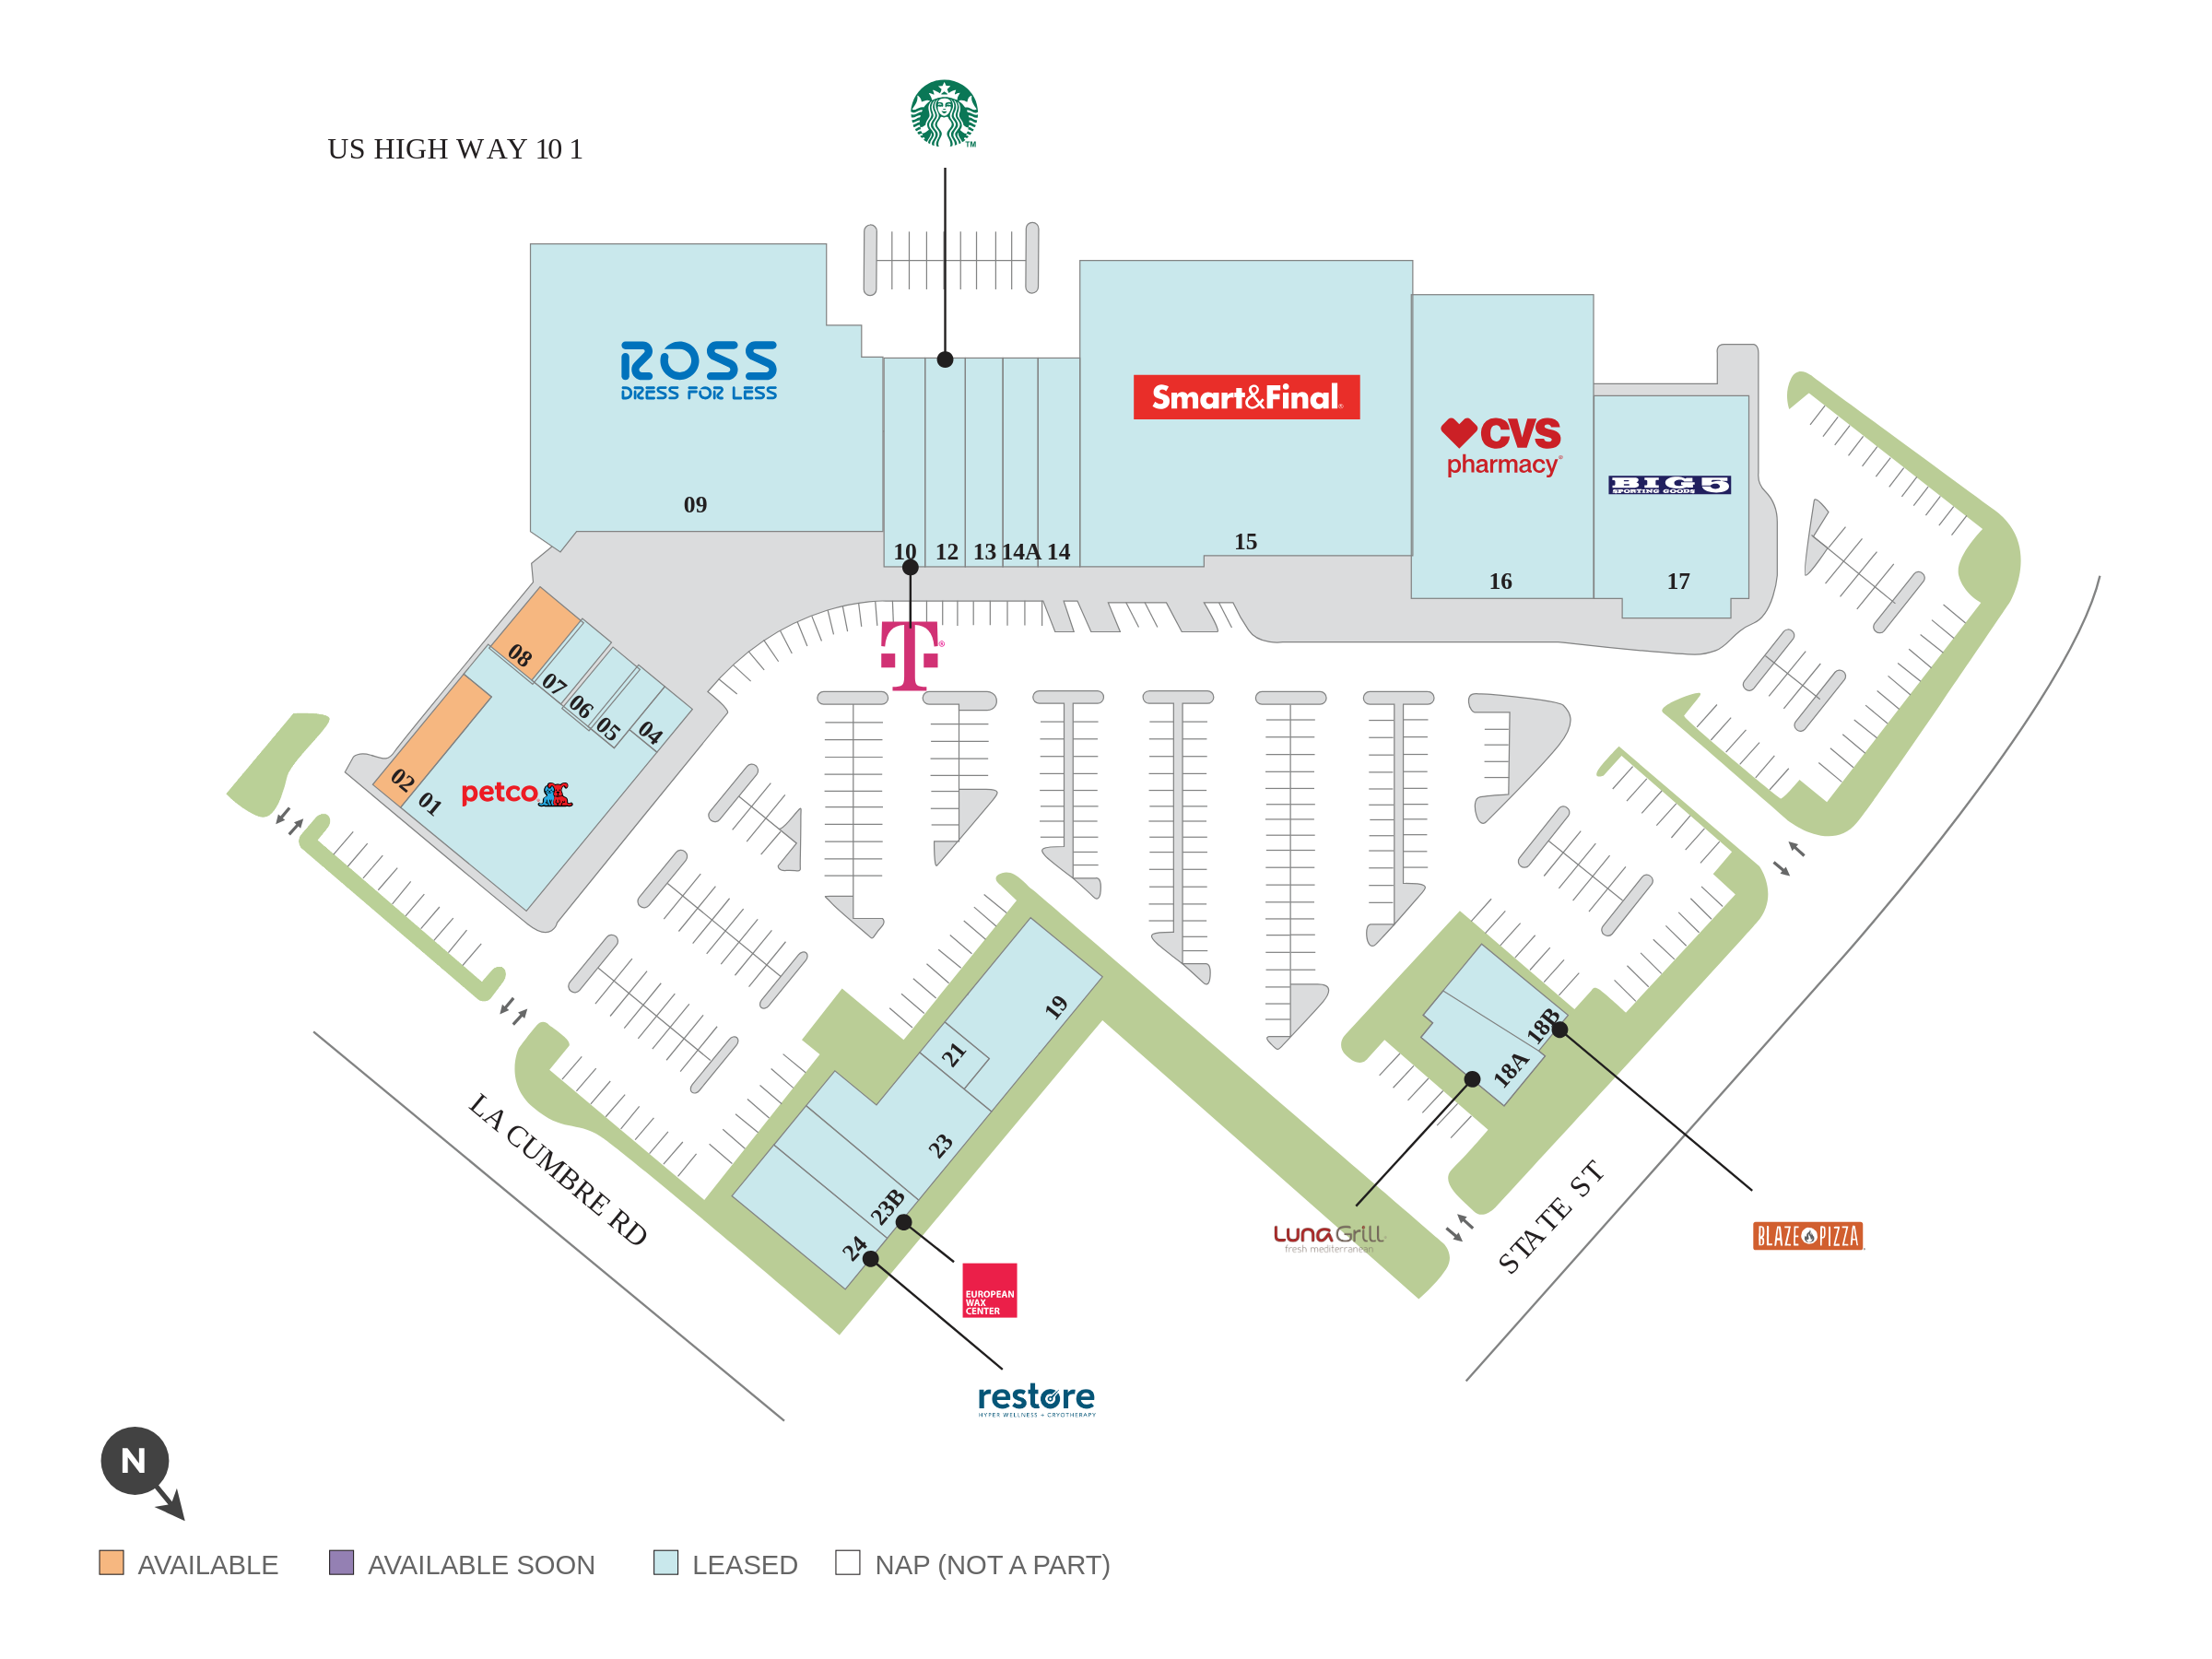 TM
US HIGH WAY 10 1
ROSS
DRESS FOR LESS
09
10
12
13
14A
14
Smart&Final.
15
CVS
pharmacy®
16
BIG 5
SPORTING GOODS
17
T®
08
07
06
05
04
02
01
petco
19
21
23
23B
24
18B
18A
LA CUMBRE RD
STATE ST
LUNAGrill
fresh mediterranean
BLAZE PIZZA
EUROPEAN
WAX
CENTER
restore
HYPER WELLNESS + CRYOTHERAPY
N
AVAILABLE
AVAILABLE SOON
LEASED
NAP (NOT A PART)